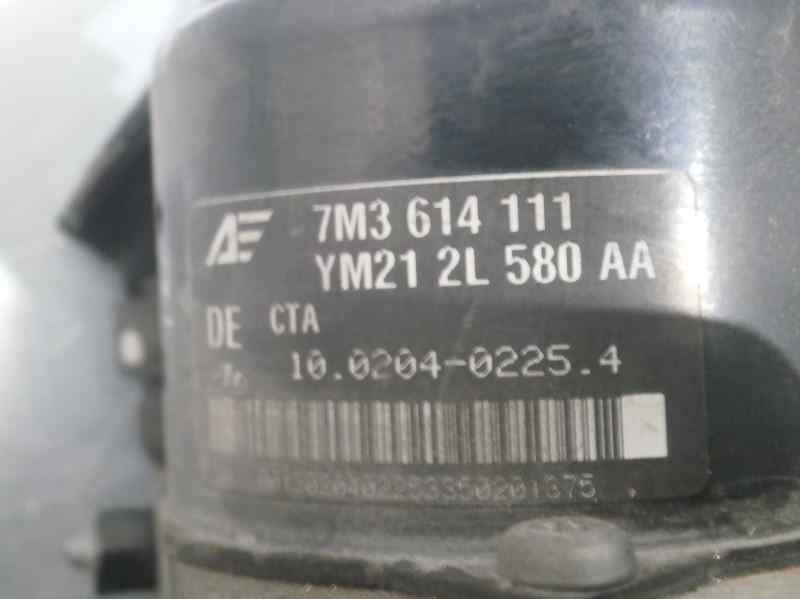 AE 7M3 614 111
YM21 2L 580 AA
DE CTA
10.0204-0225.4